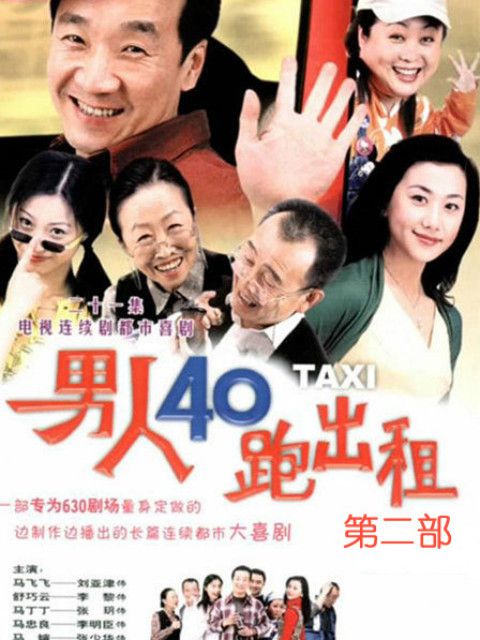 二十一集
电视连续剧都市喜剧
男人40
TAXI
跑出租
一部专为630剧场量身定做的
边制作边播出的长篇连续都市大喜剧
第二部
主演：
马飞飞——刘亚津饰
舒巧云——李黎饰
马丁丁——张玥饰
马忠良——李明臣饰